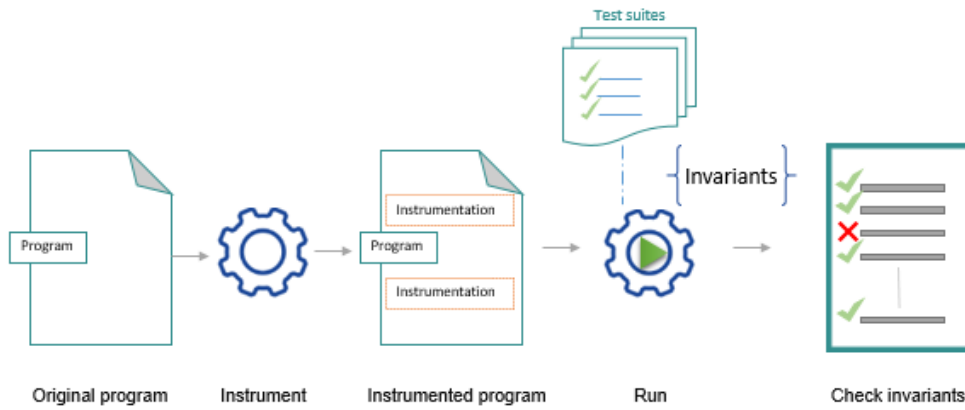 Test suites
Invariants
Program
Instrumentation
Program
Instrumentation
Original program
Instrument
Instrumented program
Run
Check invariants